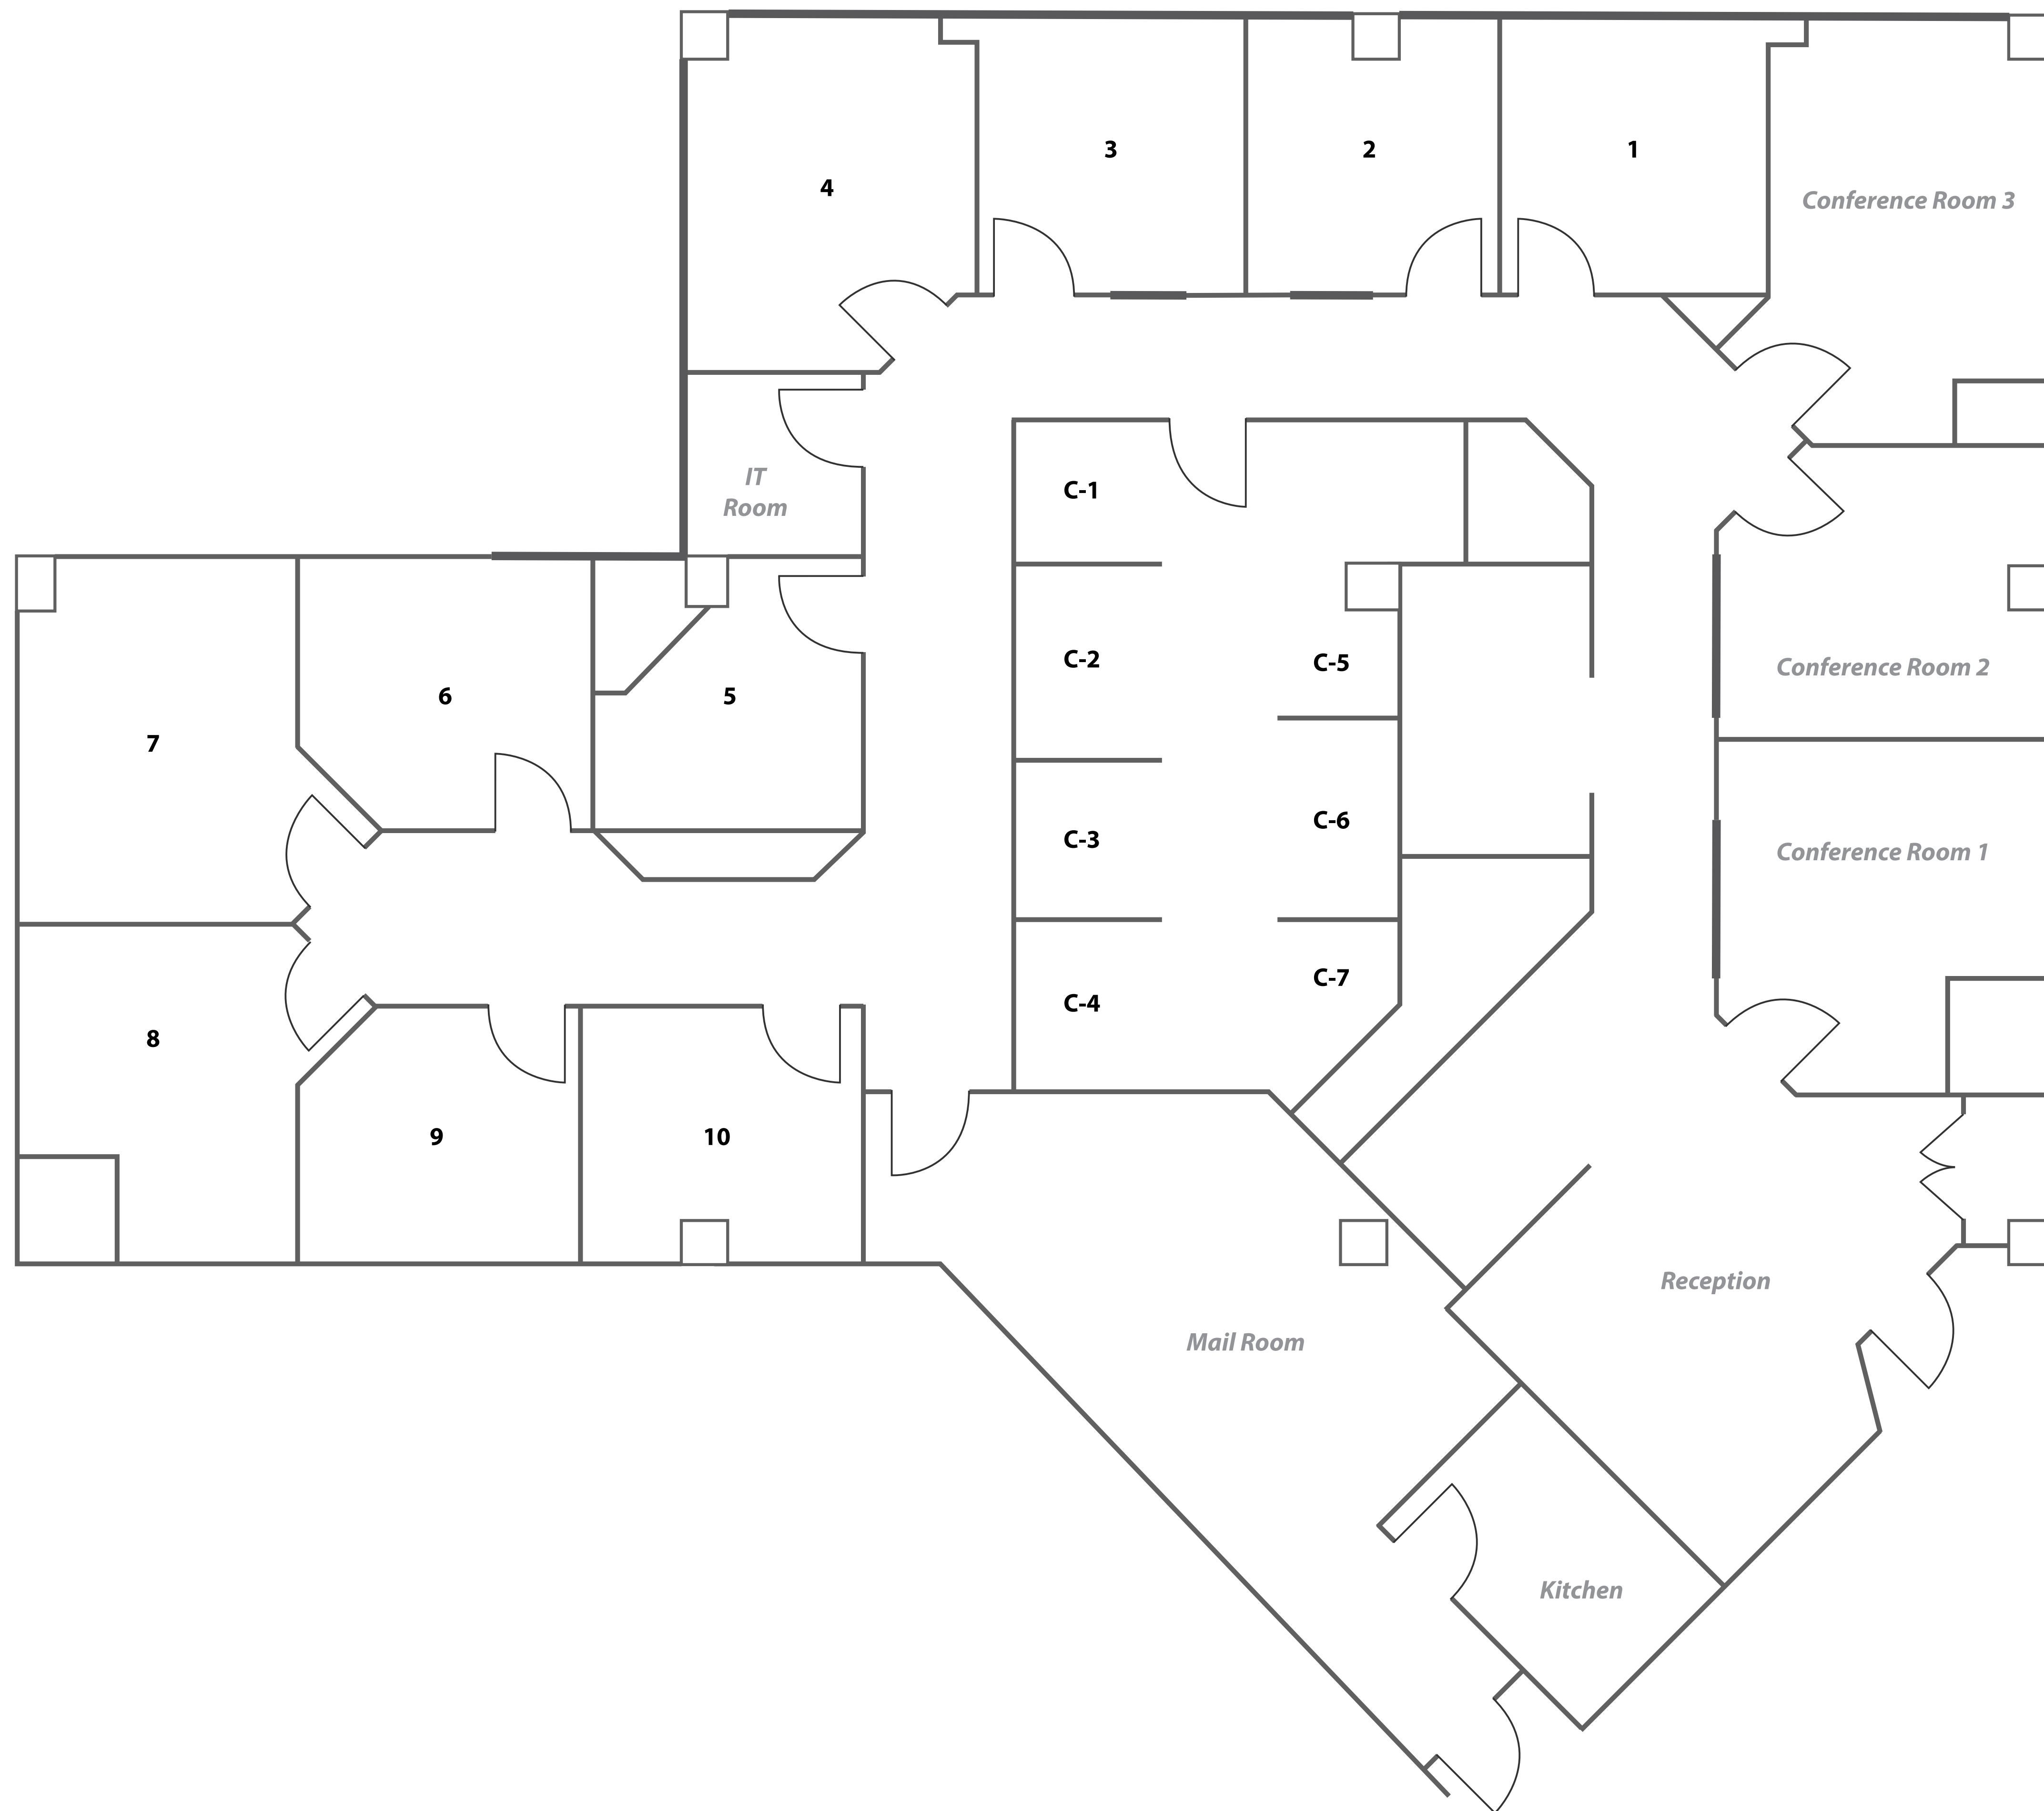 3
2
1
4
Conference Room 3
IT
Room
C-1
C-2
C-5
Conference Room 2
6
5
7
C-6
C-3
Conference Room 1
C-7
C-4
8
9
10
Reception
Mail Room
Kitchen